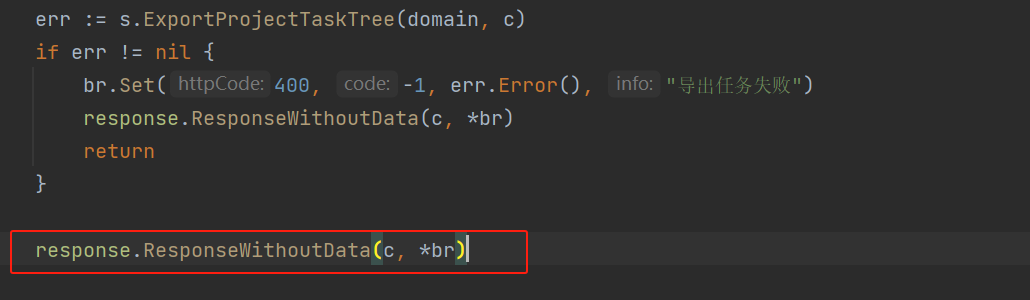 err := s.ExportProjectTaskTree(domain, c)
if err != nil {
br.Set( httpCode: 400, code: -1, err.Error(), info: "导出任务失败")
response.ResponseWithoutData(c, *br)
return
}
response.ResponseWithoutData(c, *br)